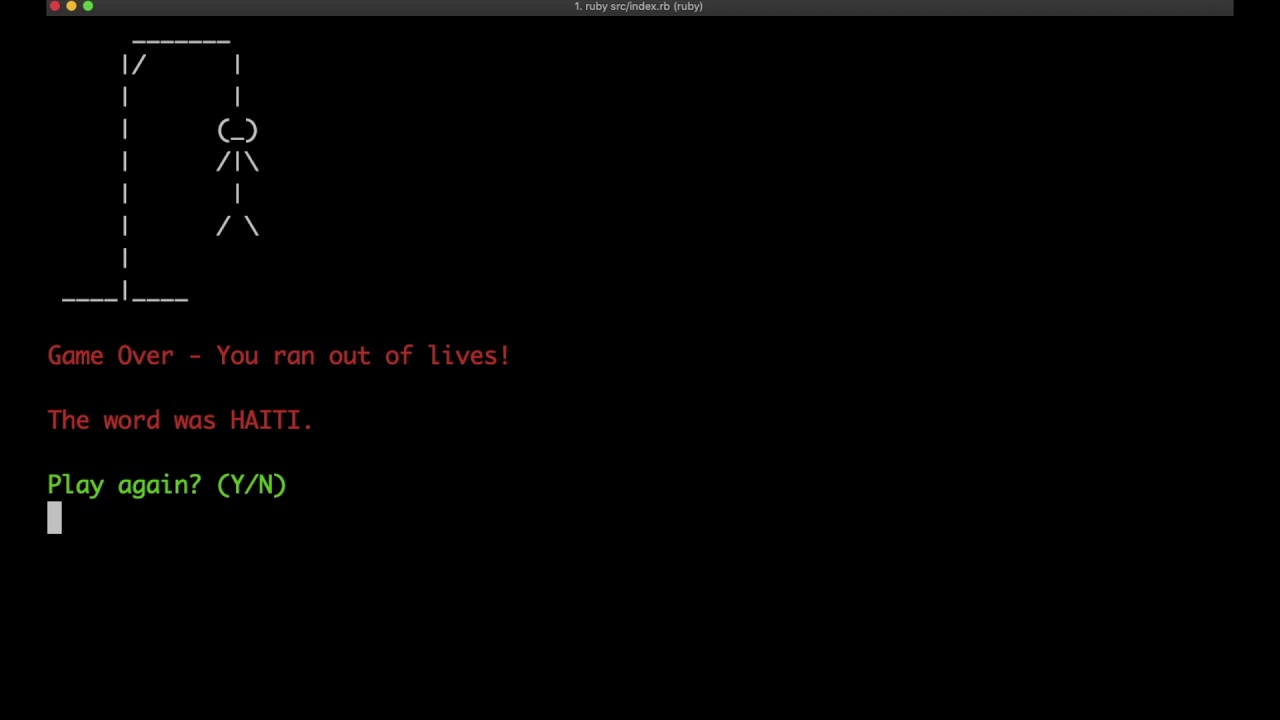 1. ruby src/index.rb (ruby)
Game Over - You ran out of lives!
The word was HAITI.
Play again? (Y/N)